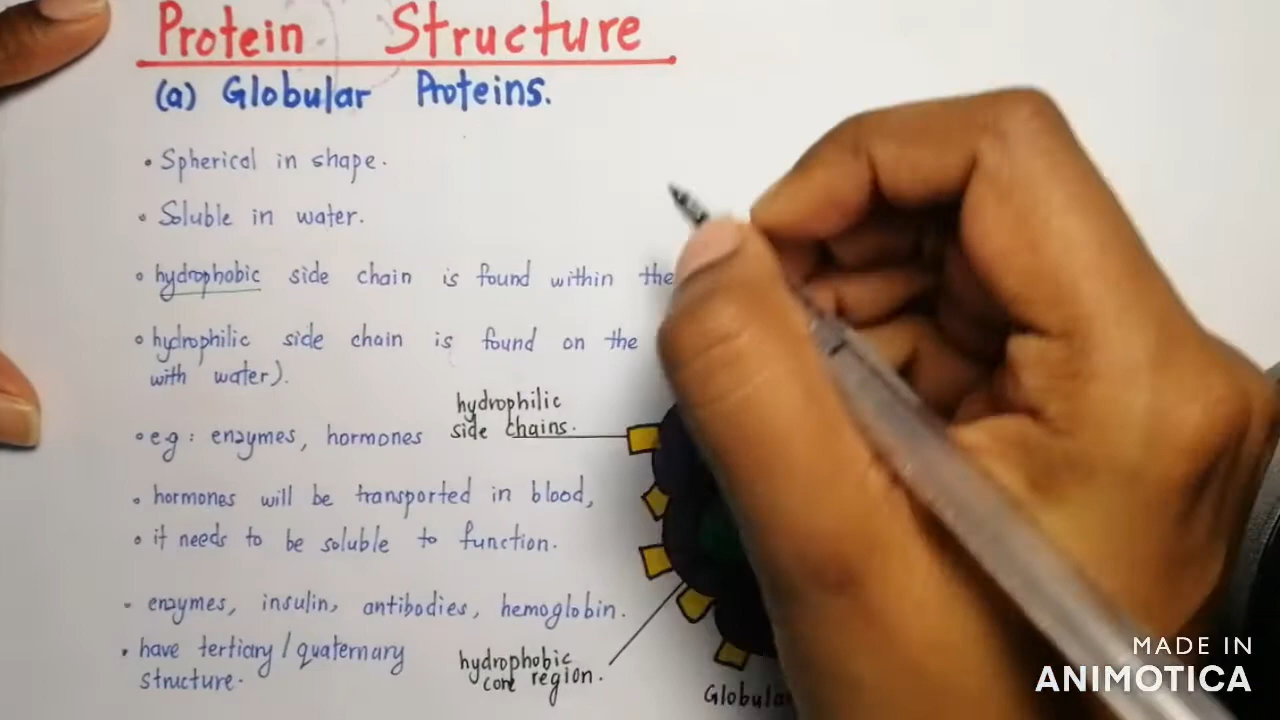 Protein Structure
(a) Globular Proteins.
• Spherical in shape.
• Soluble in water.
• hydrophobic side chain is found within the
• hydrophilic side chain is found on the
with water).
hydrophilic
side chains.
• e.g : enzymes, hormones
• hormones will be transported in blood,
• it needs to be soluble to function.
• enzymes, insulin, antibodies, hemoglobin.
• have tertiary / quaternary
structure.
hydrophobic
core region.
Globular
MADE IN
ANIMOTICA